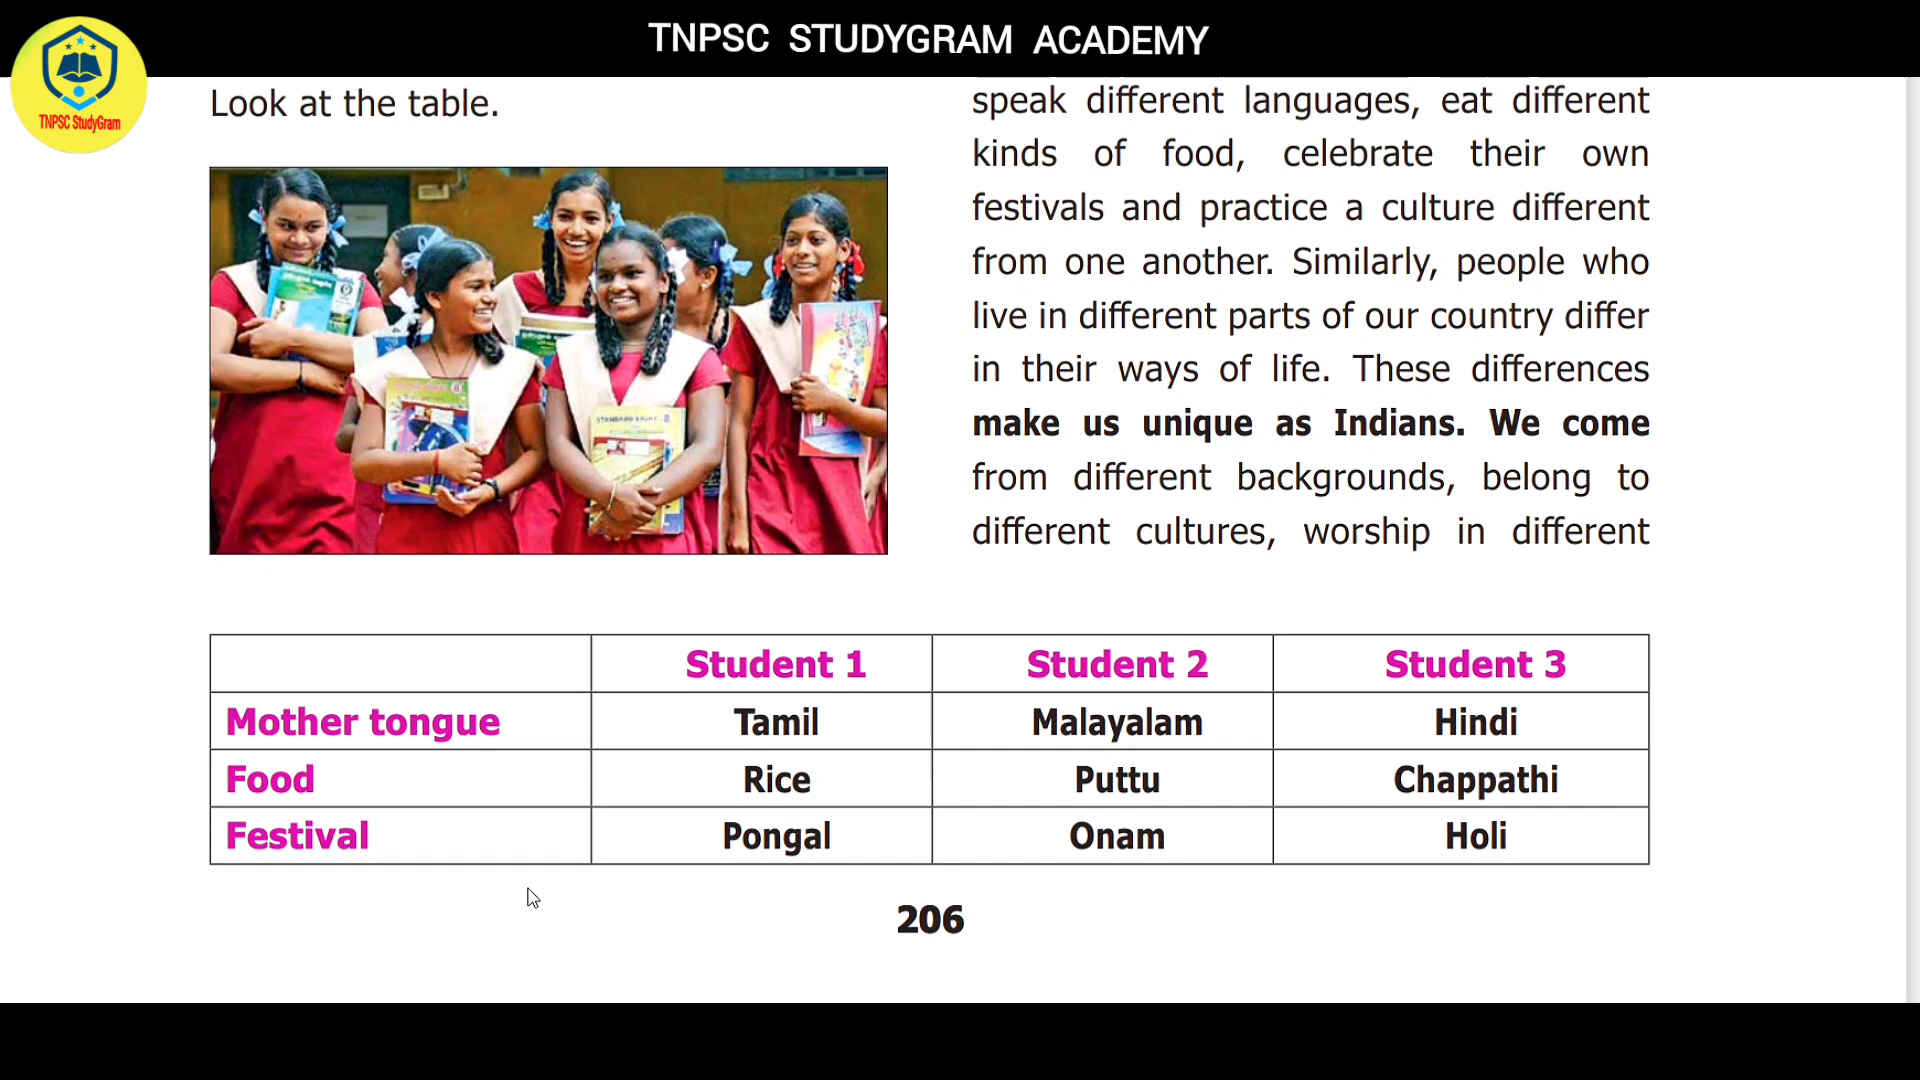 TNPSC STUDYGRAM ACADEMY
TNPSC StudyGram
Look at the table.
speak different languages, eat different
kinds of food, celebrate their own
festivals and practice a culture different
from one another. Similarly, people who
live in different parts of our country differ
in their ways of life. These differences
make us unique as Indians. We come
from different backgrounds, belong to
different cultures, worship in different
STANDARD EIGHT 8
Student 1 Student 2 Student 3
Mother tongue Tamil Malayalam Hindi
Food Rice Puttu Chappathi
Festival Pongal Onam Holi
206